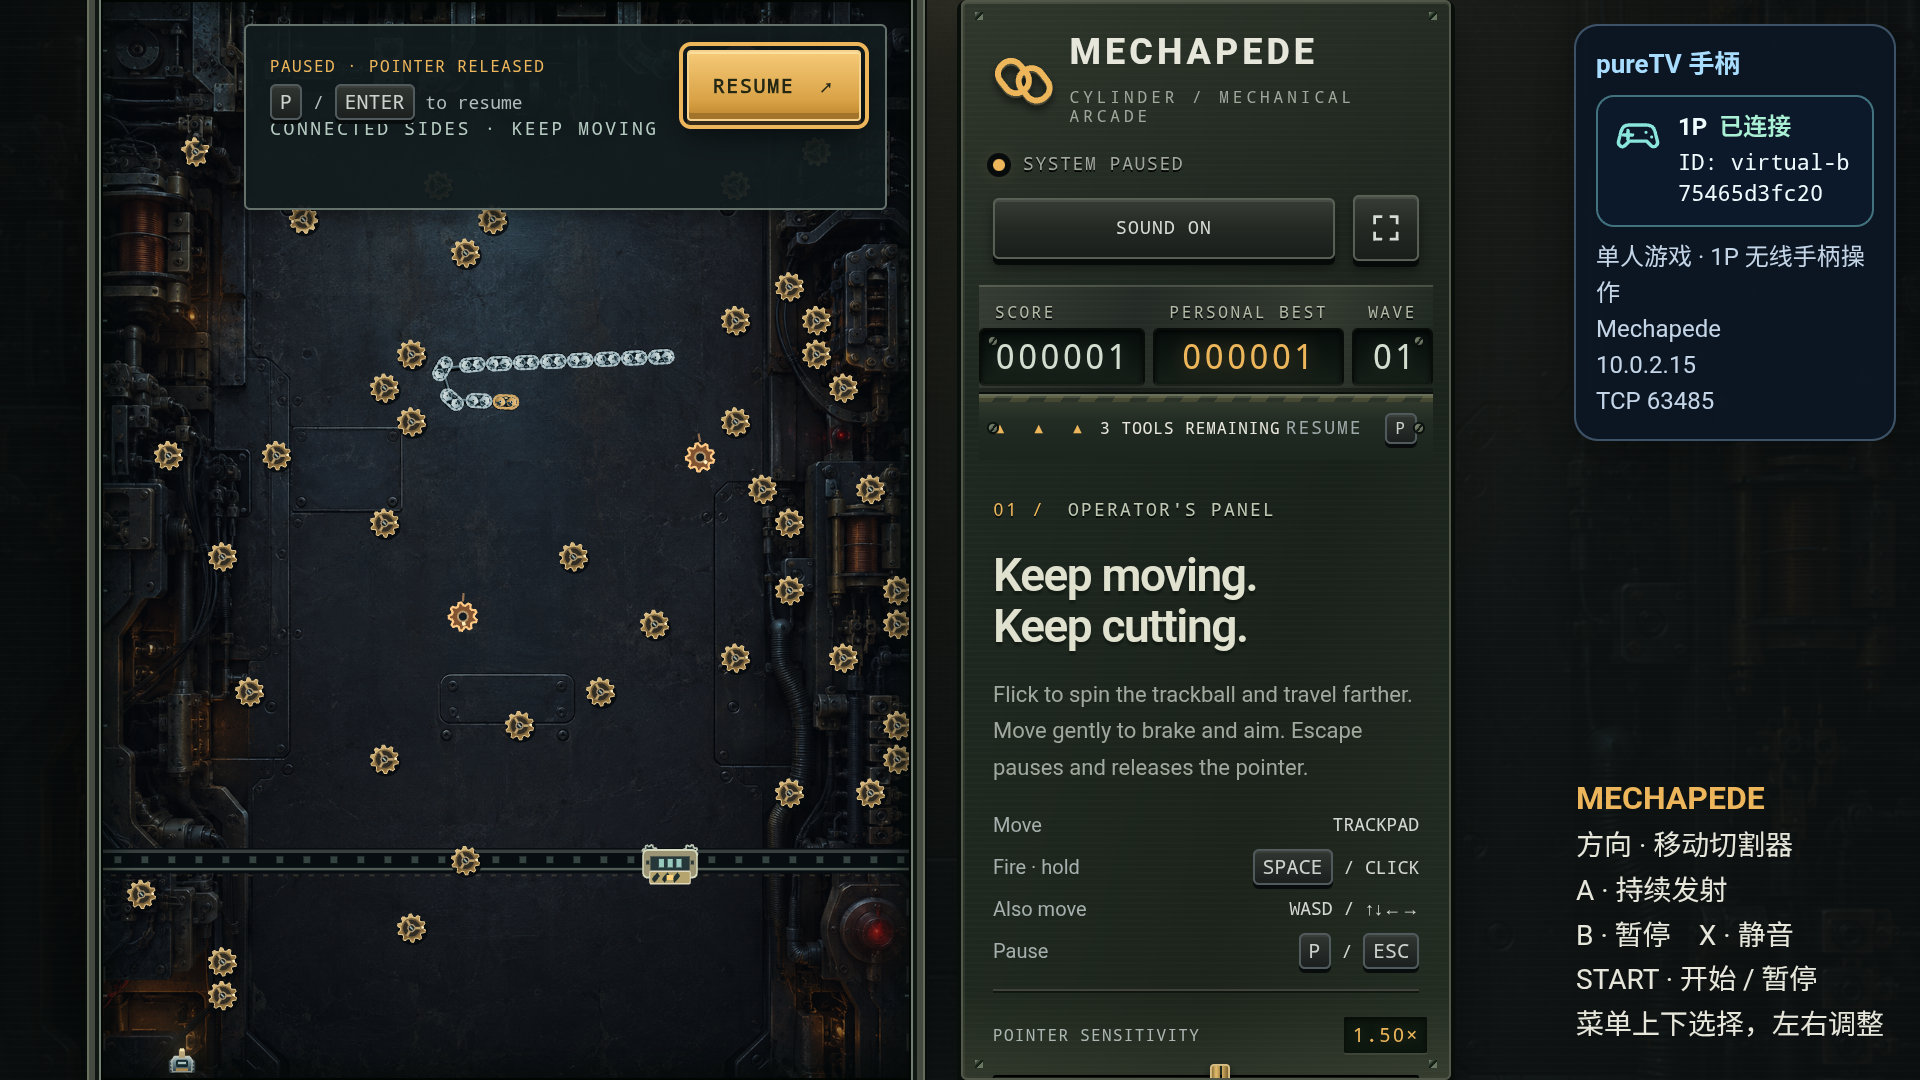 PAUSED · POINTER RELEASED
P / ENTER to resume
CONNECTED SIDES · KEEP MOVING
RESUME ↗
MECHAPEDE
CYLINDER / MECHANICAL
ARCADE
SYSTEM PAUSED
SOUND ON
SCORE PERSONAL BEST WAVE
000001 000001 01
▲ ▲ ▲ 3 TOOLS REMAINING RESUME P
01 / OPERATOR'S PANEL
Keep moving.
Keep cutting.
Flick to spin the trackball and travel farther.
Move gently to brake and aim. Escape
pauses and releases the pointer.
Move TRACKPAD
Fire · hold SPACE / CLICK
Also move WASD / ↑↓←→
Pause P / ESC
POINTER SENSITIVITY 1.50×
pureTV 手柄
1P 已连接
ID: virtual-b
75465d3fc20
单人游戏 · 1P 无线手柄操
作
Mechapede
10.0.2.15
TCP 63485
MECHAPEDE
方向 · 移动切割器
A · 持续发射
B · 暂停 X · 静音
START · 开始 / 暂停
菜单上下选择，左右调整